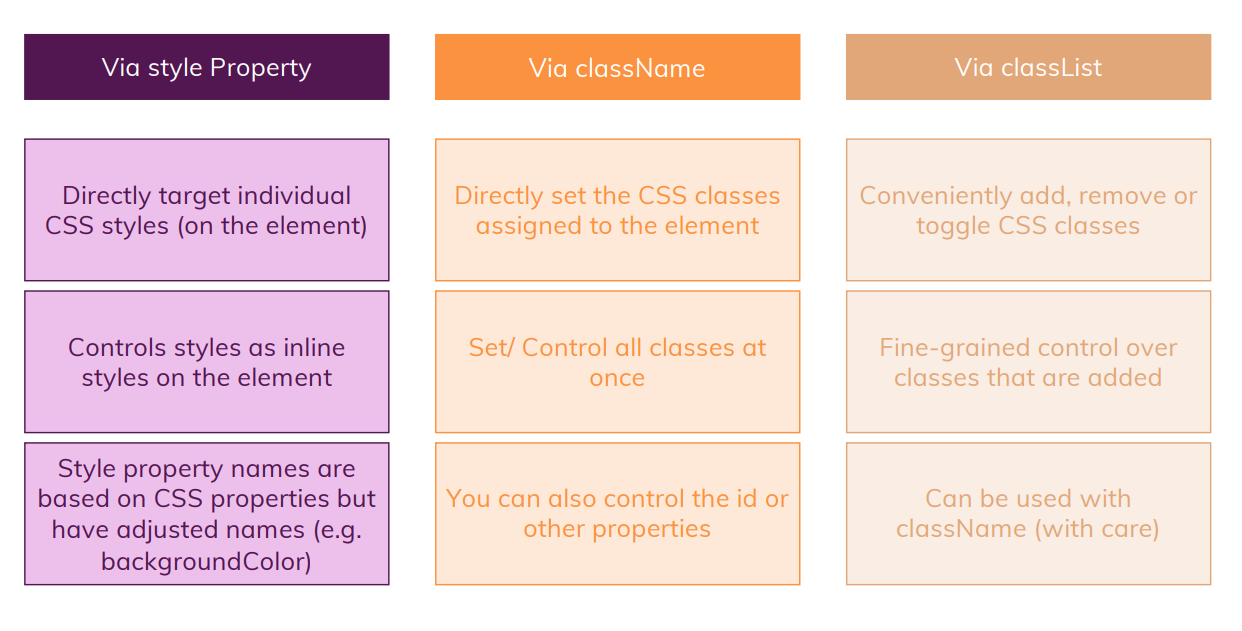 Via style Property
Via className
Via classList
Directly target individual
CSS styles (on the element)
Directly set the CSS classes
assigned to the element
Conveniently add, remove or
toggle CSS classes
Controls styles as inline
styles on the element
Set/ Control all classes at
once
Fine-grained control over
classes that are added
Style property names are
based on CSS properties but
have adjusted names (e.g.
backgroundColor)
You can also control the id or
other properties
Can be used with
className (with care)